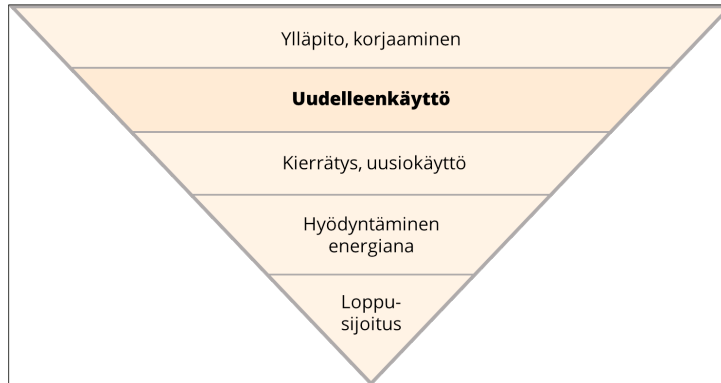 Ylläpito, korjaaminen
Uudelleenkäyttö
Kierrätys, uusiokäyttö
Hyödyntäminen
energiana
Loppu-
sijoitus